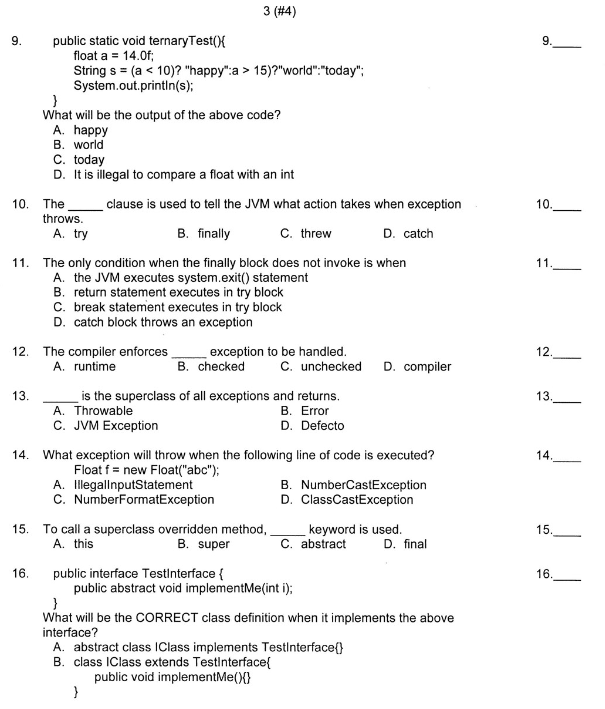 3 (#4)
9. public static void ternaryTest(){ 9.____
float a = 14.0f;
String s = (a < 10)? "happy":a > 15)?"world":"today";
System.out.println(s);
}
What will be the output of the above code?
A. happy
B. world
C. today
D. It is illegal to compare a float with an int
10. The _____ clause is used to tell the JVM what action takes when exception 10.____
throws.
A. try B. finally C. threw D. catch
11. The only condition when the finally block does not invoke is when 11.____
A. the JVM executes system.exit() statement
B. return statement executes in try block
C. break statement executes in try block
D. catch block throws an exception
12. The compiler enforces _____ exception to be handled. 12.____
A. runtime B. checked C. unchecked D. compiler
13. _____ is the superclass of all exceptions and returns. 13.____
A. Throwable B. Error
C. JVM Exception D. Defecto
14. What exception will throw when the following line of code is executed? 14.____
Float f = new Float("abc");
A. IllegalInputStatement B. NumberCastException
C. NumberFormatException D. ClassCastException
15. To call a superclass overridden method, _____ keyword is used. 15.____
A. this B. super C. abstract D. final
16. public interface TestInterface { 16.____
public abstract void implementMe(int i);
}
What will be the CORRECT class definition when it implements the above
interface?
A. abstract class IClass implements TestInterface{}
B. class IClass extends TestInterface{
public void implementMe(){}
}